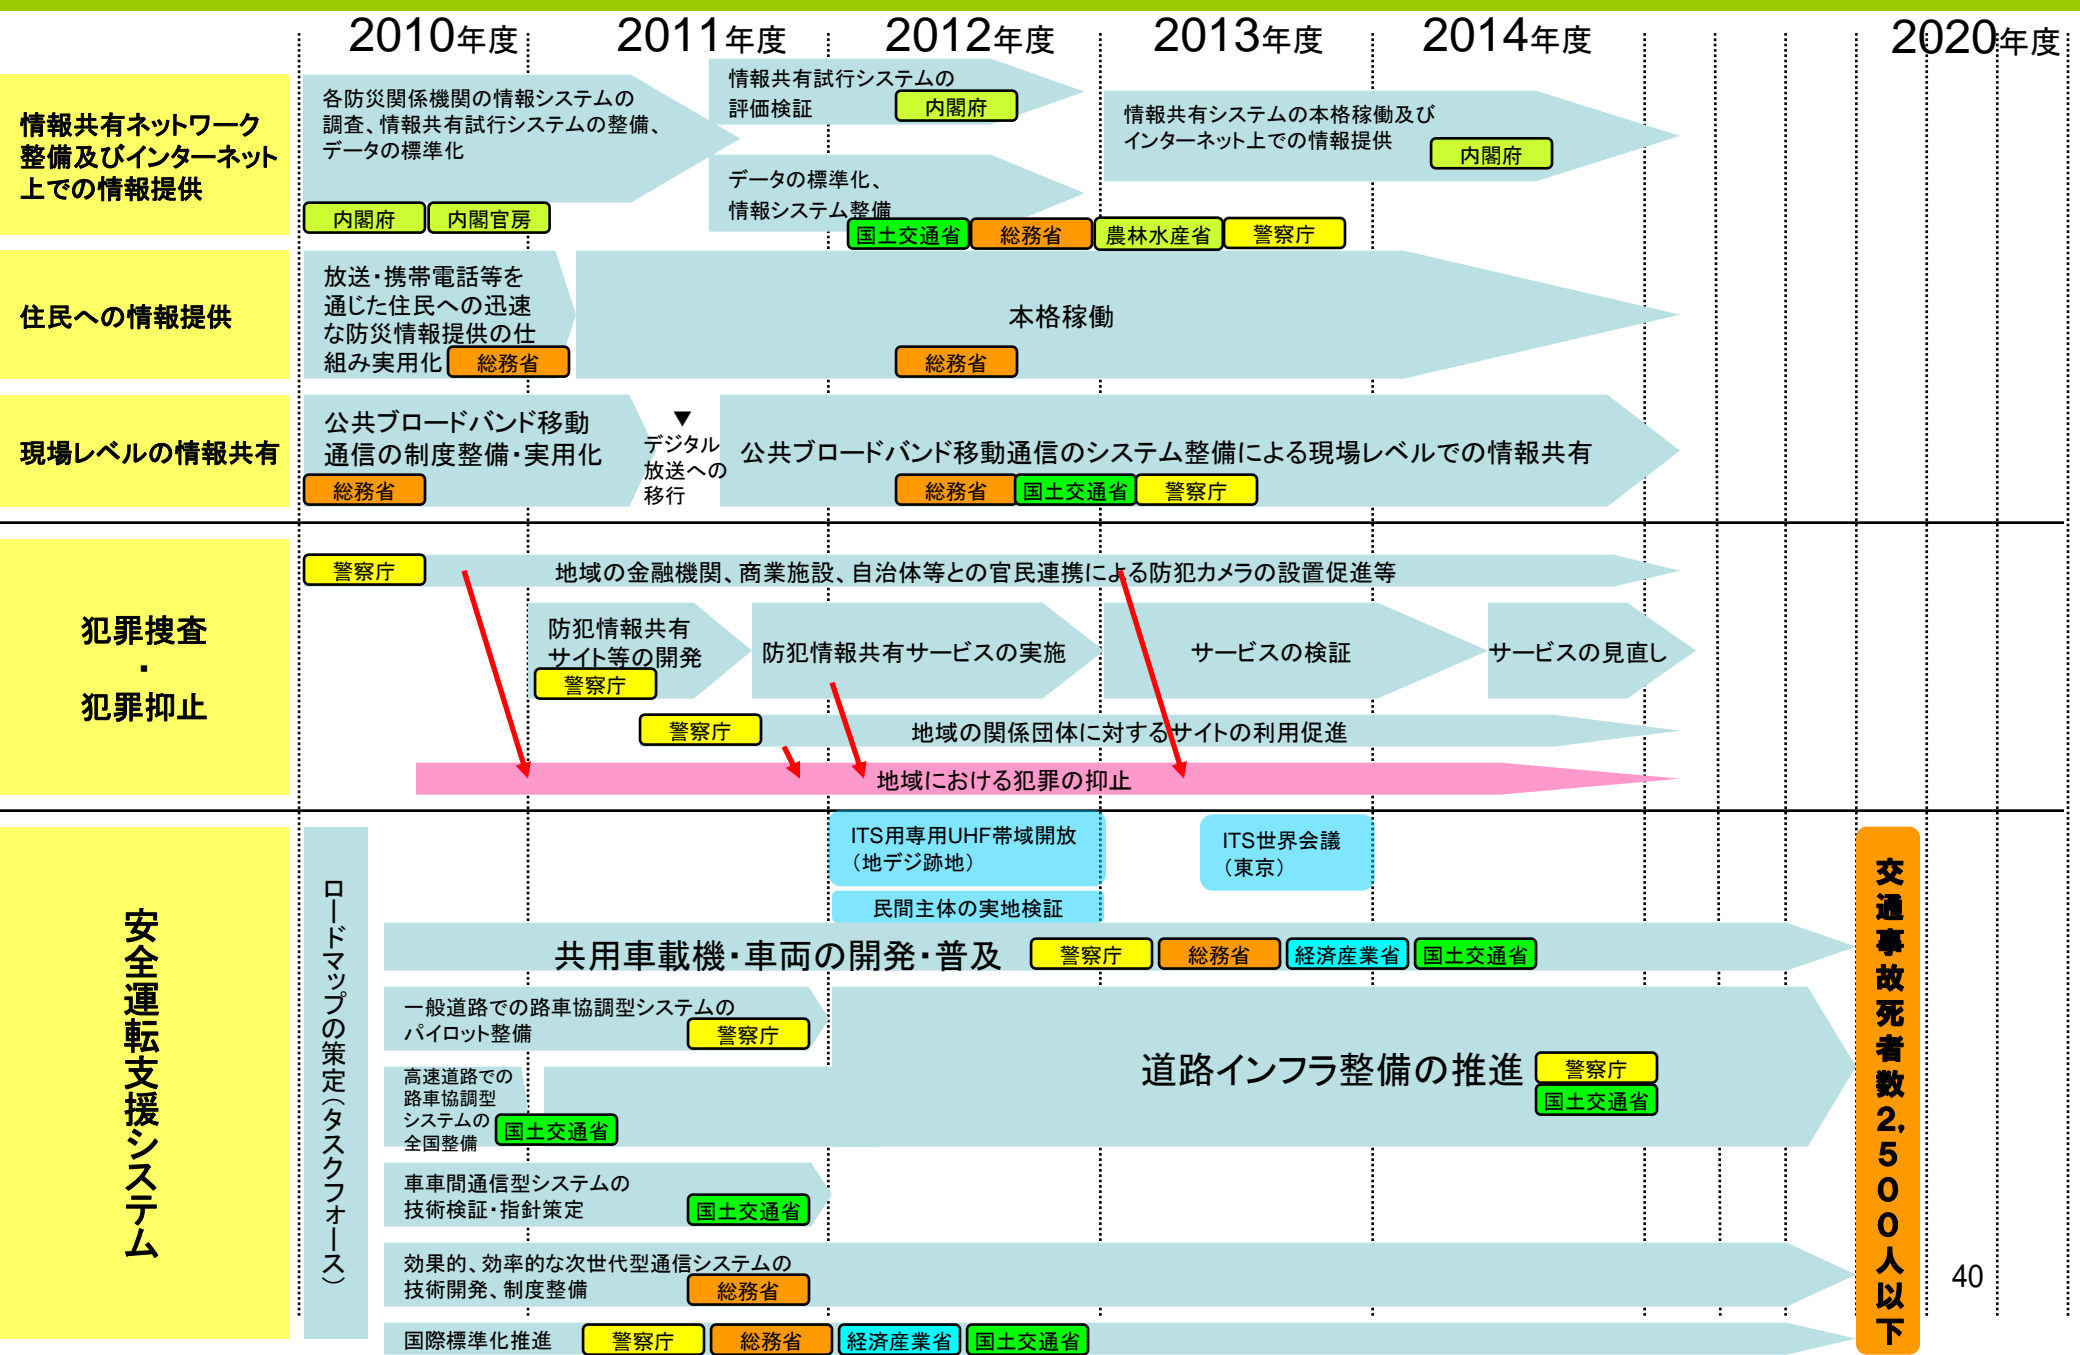 2010年度
2011年度
2012年度
2013年度
2014年度
2020年度
情報共有ネットワーク
整備及びインターネット
上での情報提供
各防災関係機関の情報システムの
調査、情報共有試行システムの整備、
データの標準化
内閣府
内閣官房
情報共有試行システムの
評価検証
内閣府
データの標準化、
情報システム整備
国土交通省
総務省
農林水産省
警察庁
情報共有システムの本格稼働及び
インターネット上での情報提供
内閣府
住民への情報提供
放送・携帯電話等を
通じた住民への迅速
な防災情報提供の仕
組み実用化
総務省
本格稼働
総務省
現場レベルの情報共有
公共ブロードバンド移動
通信の制度整備・実用化
総務省
▼
デジタル
放送への
移行
公共ブロードバンド移動通信のシステム整備による現場レベルでの情報共有
総務省
国土交通省
警察庁
犯罪捜査
・
犯罪抑止
警察庁
地域の金融機関、商業施設、自治体等との官民連携による防犯カメラの設置促進等
防犯情報共有
サイト等の開発
警察庁
防犯情報共有サービスの実施
サービスの検証
サービスの見直し
警察庁
地域の関係団体に対するサイトの利用促進
地域における犯罪の抑止
安全運転支援システム
ロードマップの策定（タスクフォース）
ITS用専用UHF帯域開放
（地デジ跡地）
民間主体の実地検証
ITS世界会議
（東京）
共用車載機・車両の開発・普及
警察庁
総務省
経済産業省
国土交通省
一般道路での路車協調型システムの
パイロット整備
警察庁
高速道路での
路車協調型
システムの
全国整備
国土交通省
道路インフラ整備の推進
警察庁
国土交通省
車車間通信型システムの
技術検証・指針策定
国土交通省
効果的、効率的な次世代型通信システムの
技術開発、制度整備
総務省
国際標準化推進
警察庁
総務省
経済産業省
国土交通省
交通事故死者数2,500人以下
40